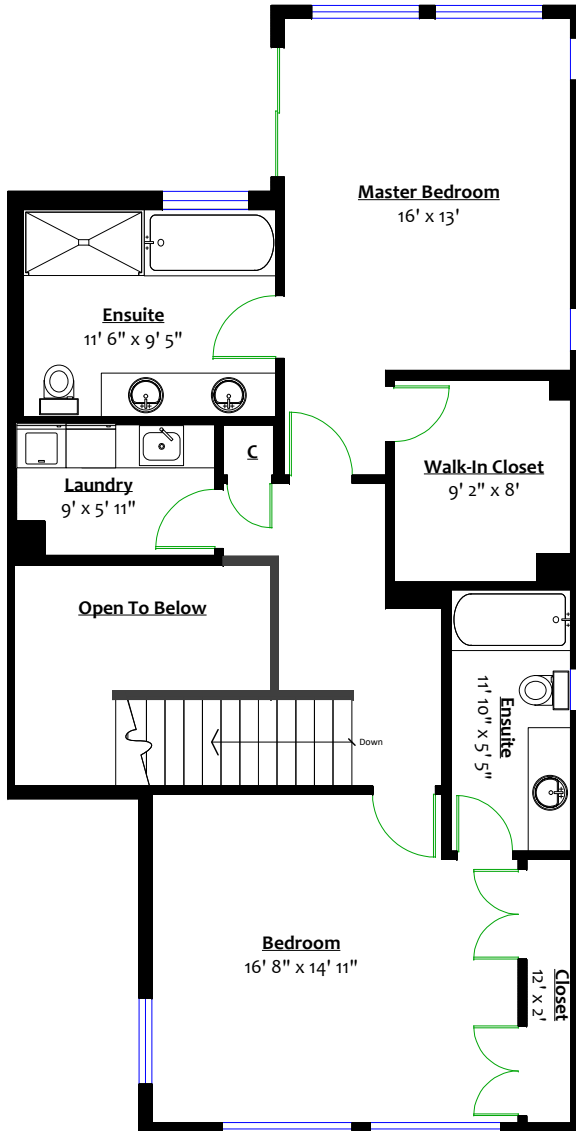 Master Bedroom
16' x 13'
Ensuite
11' 6" x 9' 5"
C
Walk-In Closet
9' 2" x 8'
Laundry
9' x 5' 11"
Open To Below
Ensuite
11' 10" x 5' 5"
Down
Bedroom
16' 8" x 14' 11"
Closet
12' x 2'